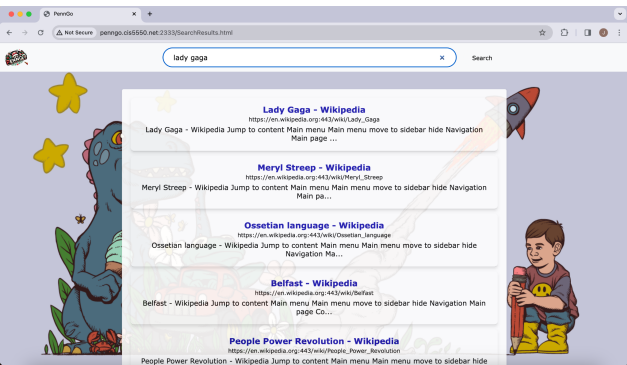 PennGo
Not Secure penngo.cis5550.net:2333/SearchResults.html
lady gaga
Search
Lady Gaga - Wikipedia
https://en.wikipedia.org:443/wiki/Lady_Gaga
Lady Gaga - Wikipedia Jump to content Main menu Main menu move to sidebar hide Navigation
Main page ...
Meryl Streep - Wikipedia
https://en.wikipedia.org:443/wiki/Meryl_Streep
Meryl Streep - Wikipedia Jump to content Main menu Main menu move to sidebar hide Navigation
Main pa...
Ossetian language - Wikipedia
https://en.wikipedia.org:443/wiki/Ossetian_language
Ossetian language - Wikipedia Jump to content Main menu Main menu move to sidebar hide
Navigation Ma...
Belfast - Wikipedia
https://en.wikipedia.org:443/wiki/Belfast
Belfast - Wikipedia Jump to content Main menu Main menu move to sidebar hide Navigation Main
page Co...
People Power Revolution - Wikipedia
https://en.wikipedia.org:443/wiki/People_Power_Revolution
People Power Revolution - Wikipedia Jump to content Main menu Main menu move to sidebar hide